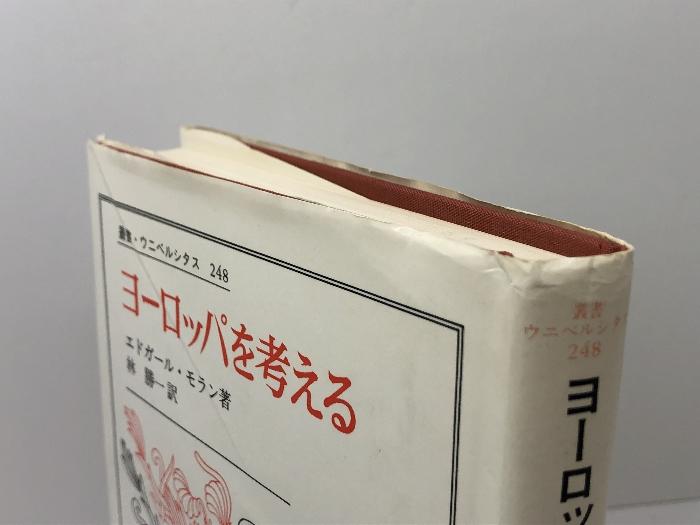 叢書・ウニベルシタス 248
ヨーロッパを考える
エドガール・モラン著
林 勝一訳
叢書
ウニベルシタ
248
ヨーロッ